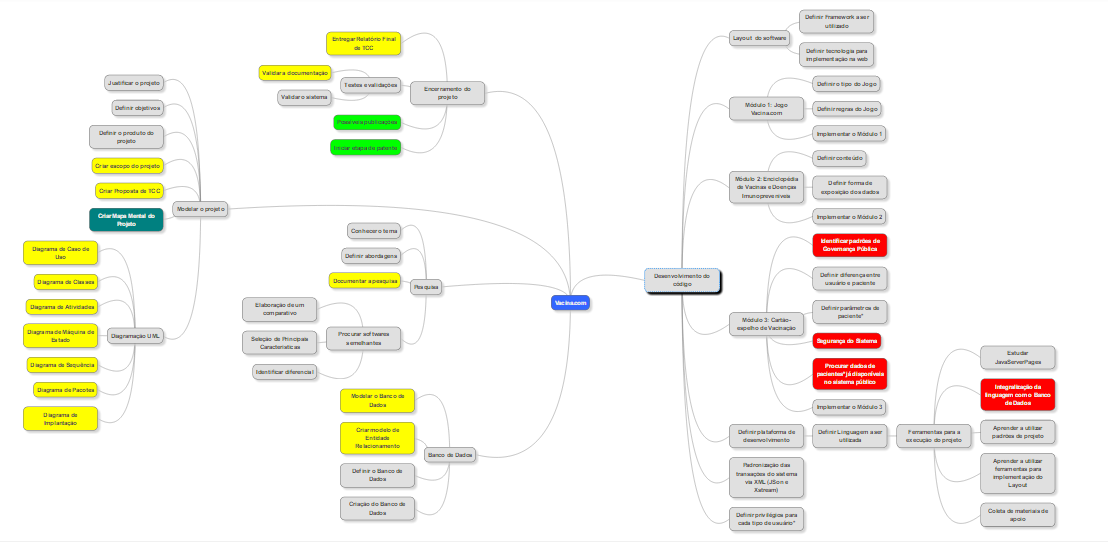 Entregar Relatório Final
de TCC
Validar a documentação
Testes e validações
Validar o sistema
Encerramento do
projeto
Possíveis publicações
Iniciar etapa de patente
Justificar o projeto
Definir objetivos
Definir o produto do
projeto
Criar escopo do projeto
Criar Proposta de TCC
Criar Mapa Mental do
Projeto
Modelar o projeto
Diagrama de Caso de
Uso
Diagrama de Classes
Diagrama de Atividades
Diagrama de Máquina de
Estado
Diagrama de Sequência
Diagrama de Pacotes
Diagrama de
Implantação
Diagramação UML
Conhecer o tema
Definir abordagens
Documentar a pesquisa
Pesquisa
Elaboração de um
comparativo
Seleção de Principais
Características
Identificar diferencial
Procurar softwares
semelhantes
Modelar o Banco de
Dados
Criar modelo de
Entidade
Relacionamento
Definir o Banco de
Dados
Criação do Banco de
Dados
Banco de Dados
Vacina.com
Desenvolvimento do
código
Layout do software
Definir Framework a ser
utilizado
Definir tecnologia para
implementação na web
Módulo 1: Jogo
Vacina.com
Definir o tipo do Jogo
Definir regras do Jogo
Implementar o Módulo 1
Módulo 2: Enciclopédia
de Vacinas e Doenças
Imunopreveníveis
Definir conteúdo
Definir forma de
exposição dos dados
Implementar o Módulo 2
Módulo 3: Cartão-
espelho de Vacinação
Identificar padrões de
Governança Pública
Definir diferença entre
usuário e paciente
Definir parâmetros de
paciente"
Segurança do Sistema
Procurar dados de
pacientes" já disponíveis
no sistema público
Implementar o Módulo 3
Definir plataforma de
desenvolvimento
Definir Linguagem a ser
utilizada
Ferramentas para a
execução do projeto
Estudar
JavaServerPages
Integralização da
linguagem com o Banco
de Dados
Aprender a utilizar
padrões de projeto
Aprender a utilizar
ferramentas para
implementação do
Layout
Coleta de materiais de
apoio
Padronização das
transações do sistema
via XML (JSon e
Xstream)
Definir privilégios para
cada tipo de usuário"